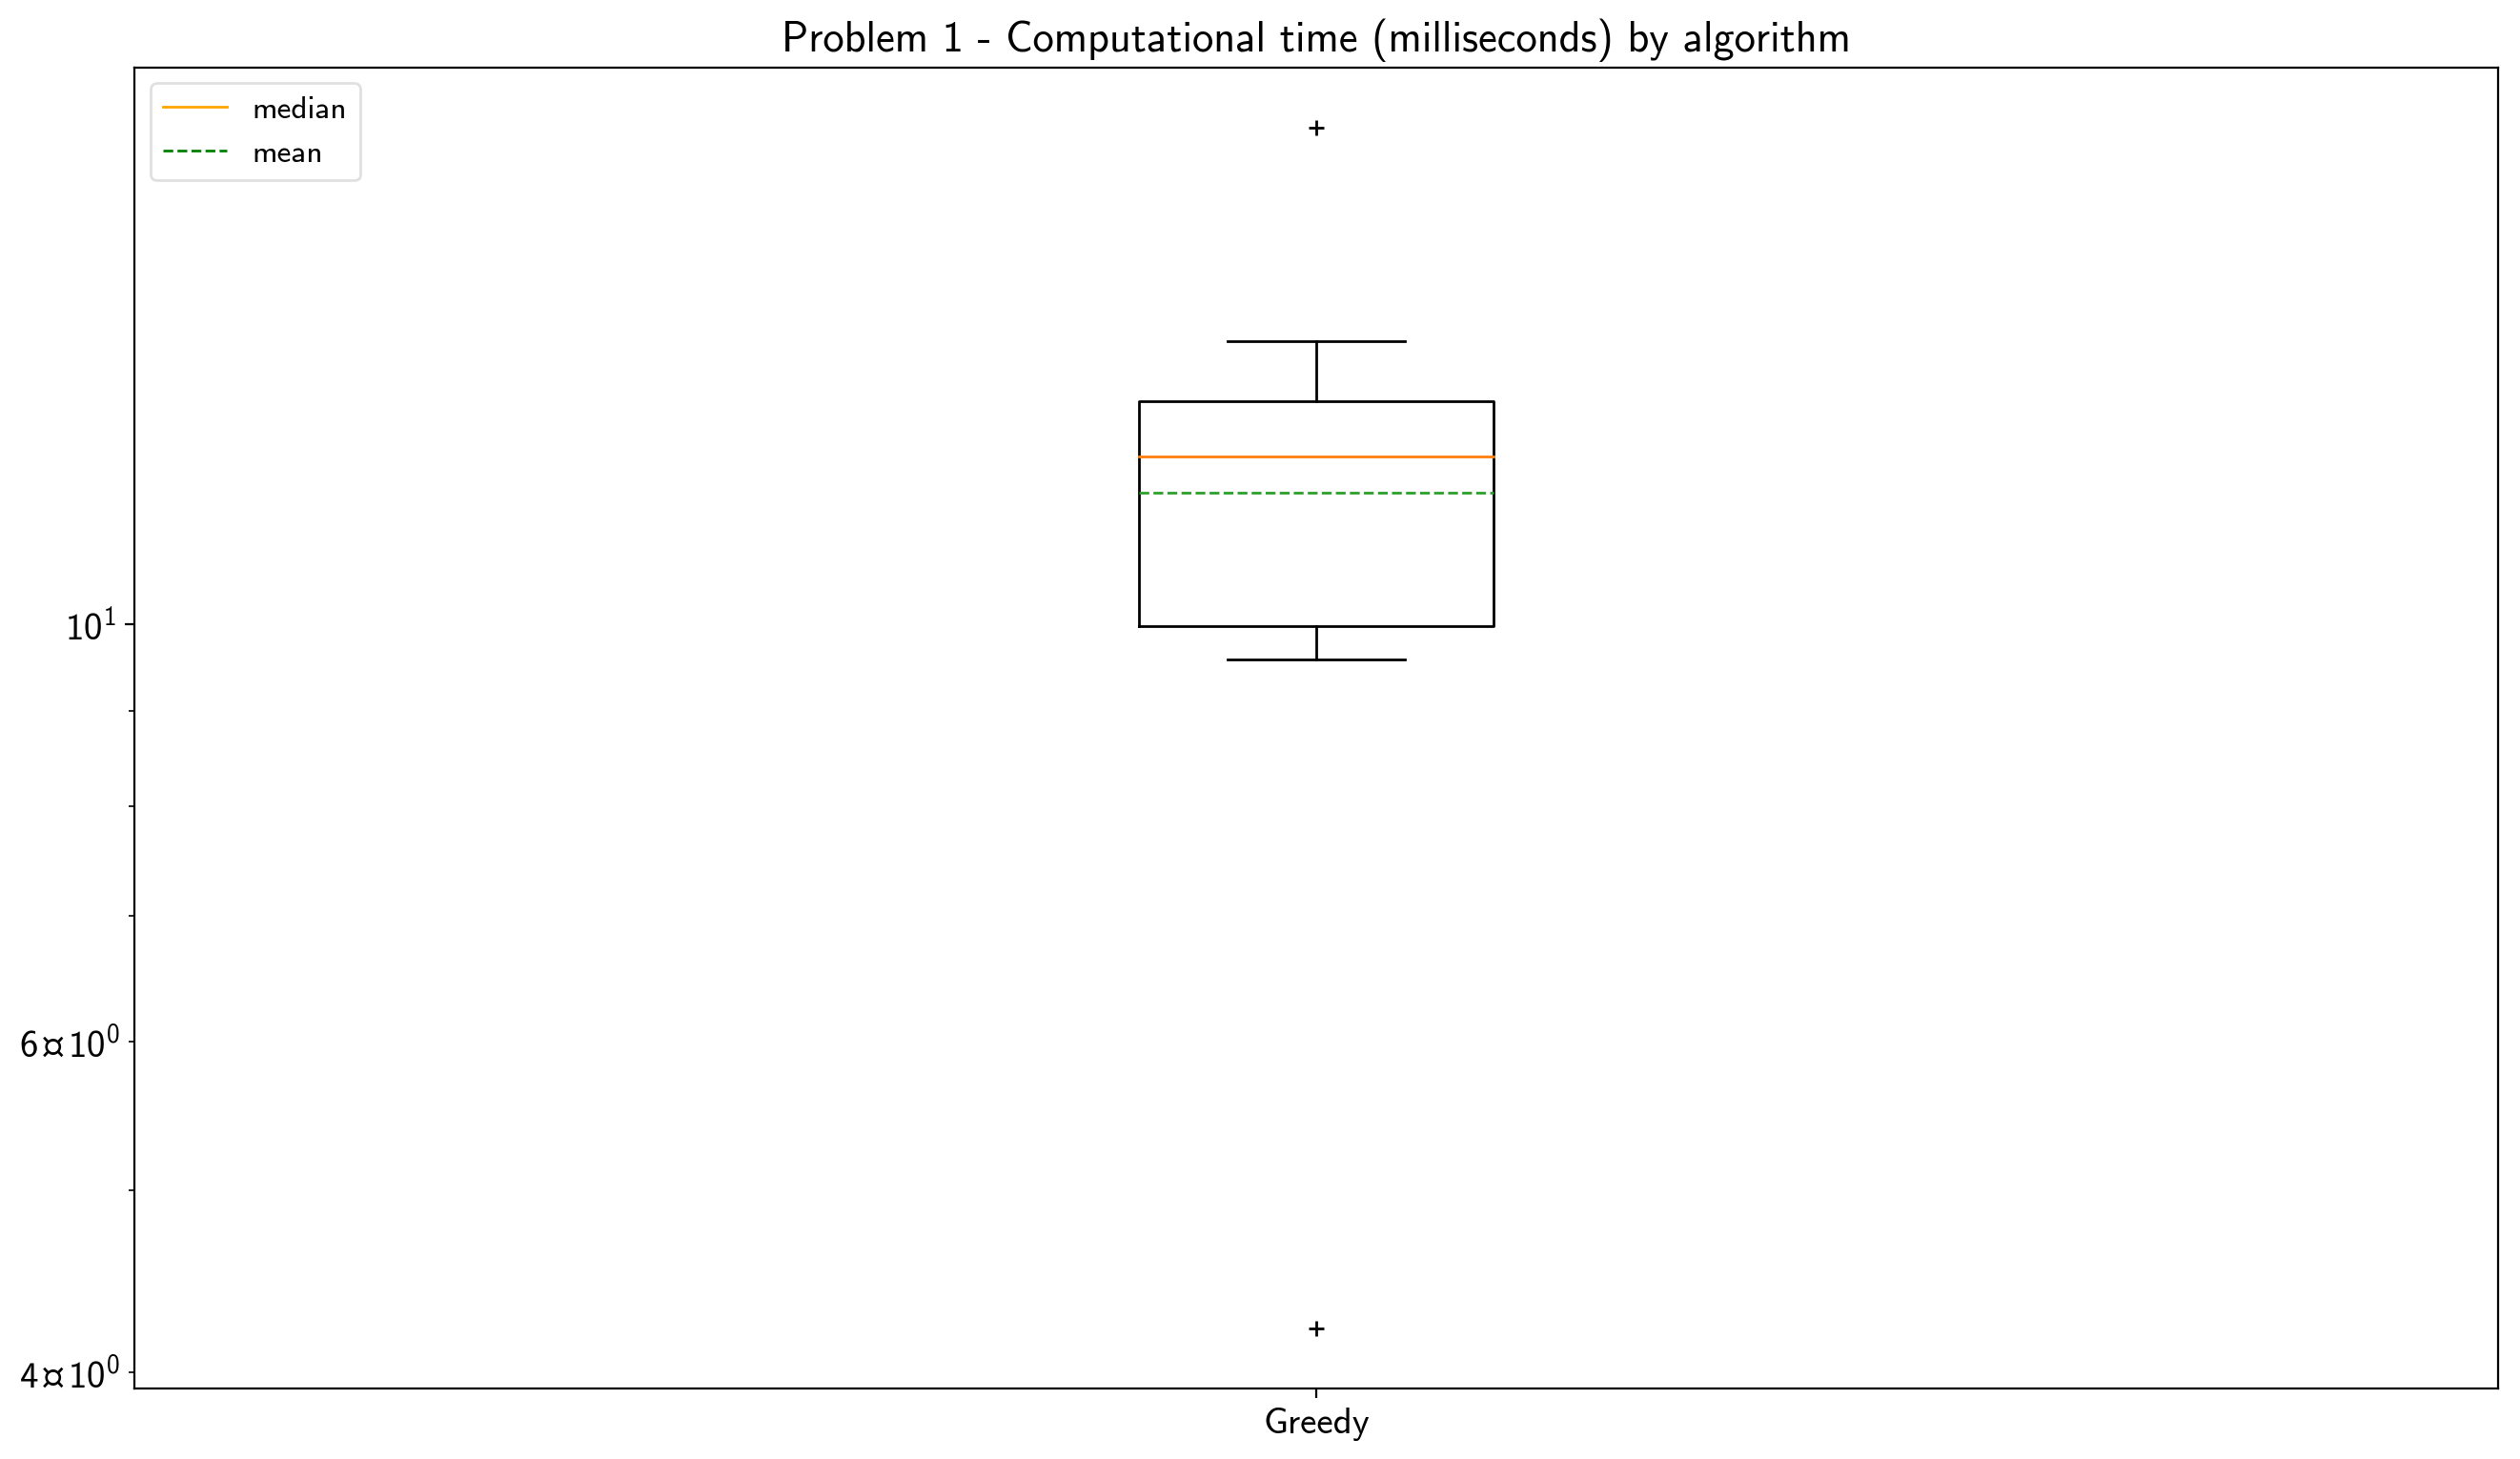 Problem 1 - Computational time (milliseconds) by algorithm
median
mean
10¹
6¤10⁰
4¤10⁰
Greedy